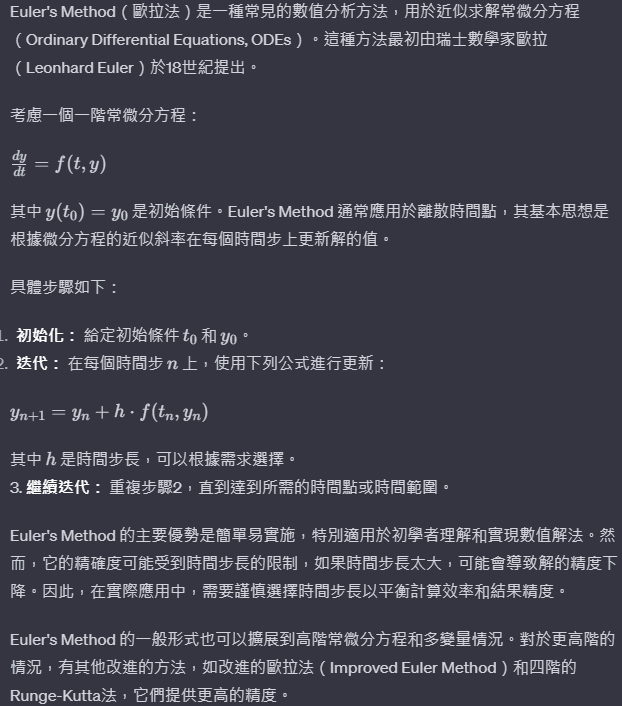 Euler's Method（歐拉法）是一種常見的數值分析方法，用於近似求解常微分方程
（Ordinary Differential Equations, ODEs）。這種方法最初由瑞士數學家歐拉
（Leonhard Euler）於18世紀提出。
考慮一個一階常微分方程：
dy/dt = f(t, y)
其中 y(t₀) = y₀ 是初始條件。Euler's Method 通常應用於離散時間點，其基本思想是
根據微分方程的近似斜率在每個時間步上更新解的值。
具體步驟如下：
1. 初始化： 給定初始條件 t₀ 和 y₀。
2. 迭代： 在每個時間步 n 上，使用下列公式進行更新：
yₙ₊₁ = yₙ + h · f(tₙ, yₙ)
其中 h 是時間步長，可以根據需求選擇。
3. 繼續迭代： 重複步驟2，直到達到所需的時間點或時間範圍。
Euler's Method 的主要優勢是簡單易實施，特別適用於初學者理解和實現數值解法。然
而，它的精確度可能受到時間步長的限制，如果時間步長太大，可能會導致解的精度下
降。因此，在實際應用中，需要謹慎選擇時間步長以平衡計算效率和結果精度。
Euler's Method 的一般形式也可以擴展到高階常微分方程和多變量情況。對於更高階的
情況，有其他改進的方法，如改進的歐拉法（Improved Euler Method）和四階的
Runge-Kutta法，它們提供更高的精度。